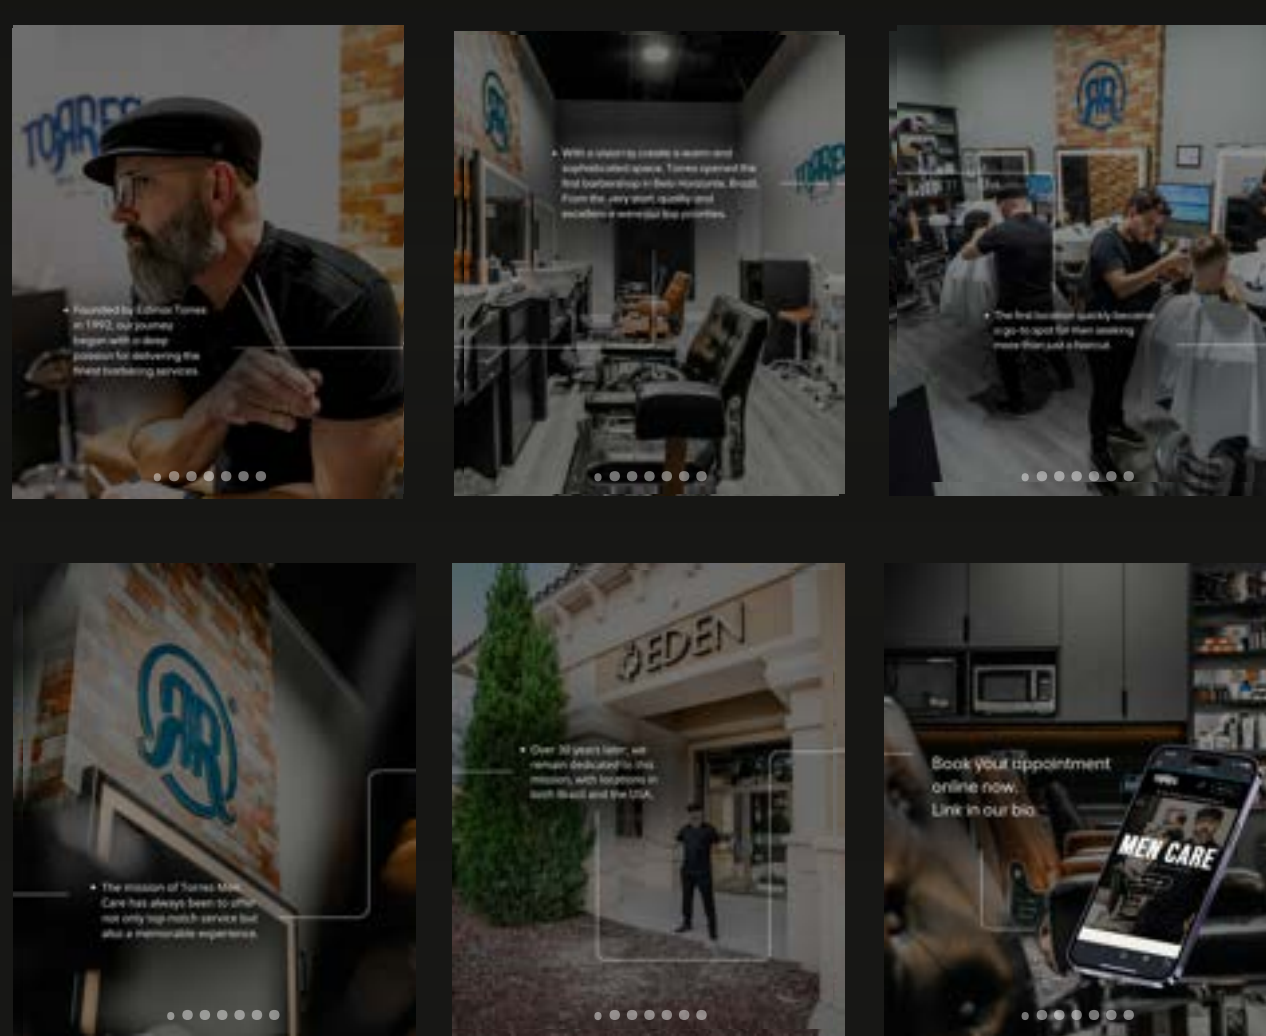 TORRES
Founded by Edimar Torres
in 1992, our journey
began with a deep
passion for delivering the
finest barbering services.
With a vision to create a warm and
sophisticated space, Torres opened the
first barbershop in Belo Horizonte, Brazil.
From the very start, quality and
excellence were our top priorities.
TORRES
The first location quickly became
a go-to spot for men seeking
more than just a haircut.
The mission of Torres Men
Care has always been to offer
not only top-notch service but
also a memorable experience.
EDEN
Over 30 years later, we
remain dedicated to this
mission, with locations in
both Brazil and the USA.
Book your appointment
online now.
Link in our bio.
MEN CARE